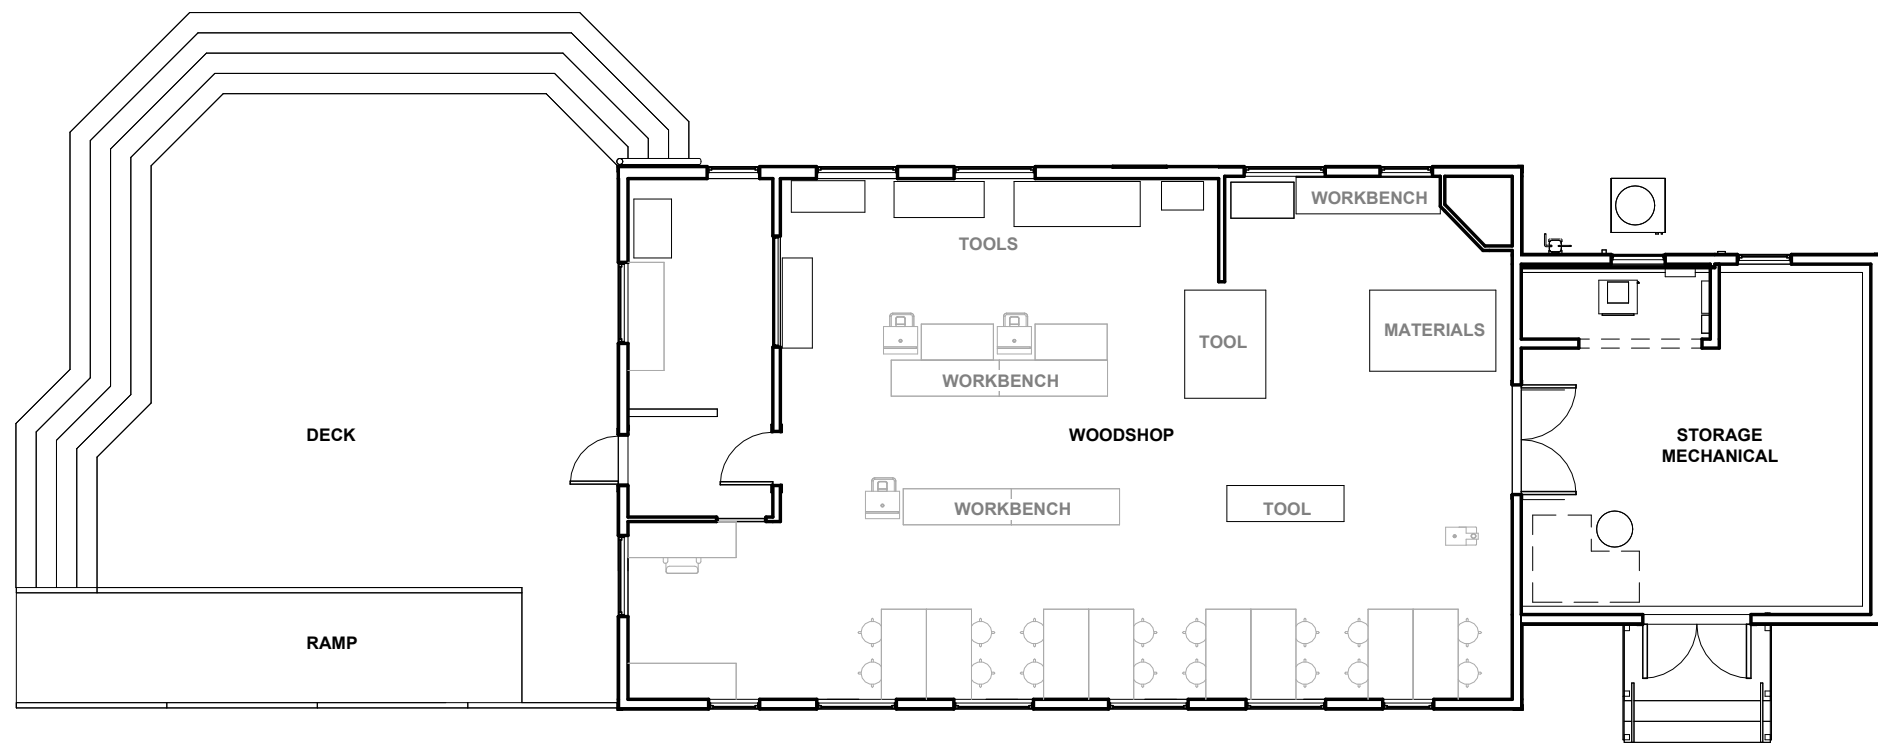 WORKBENCH
TOOLS
TOOL
MATERIALS
WORKBENCH
DECK
WOODSHOP
STORAGE
MECHANICAL
WORKBENCH
TOOL
RAMP